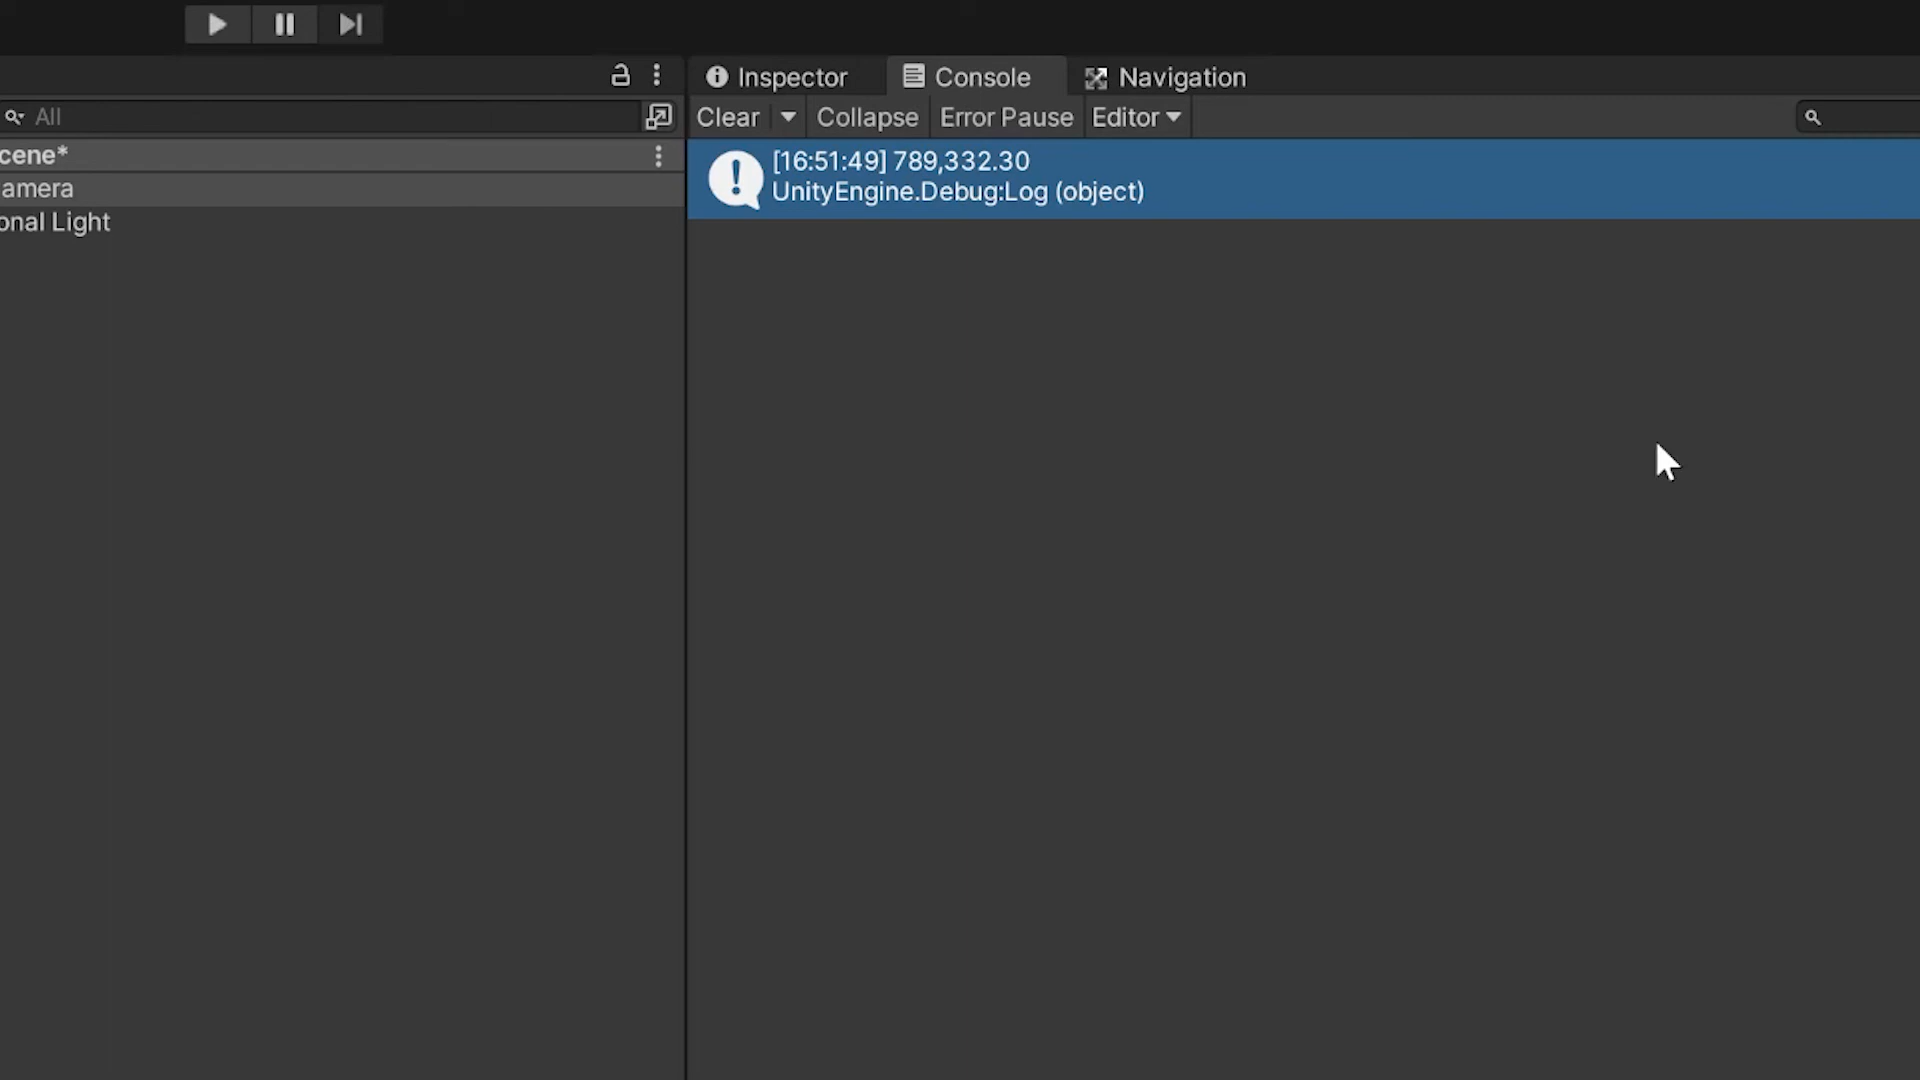 Inspector
Console
Navigation
All
Clear
Collapse
Error Pause
Editor
cene*
amera
onal Light
[16:51:49] 789,332.30
UnityEngine.Debug:Log (object)